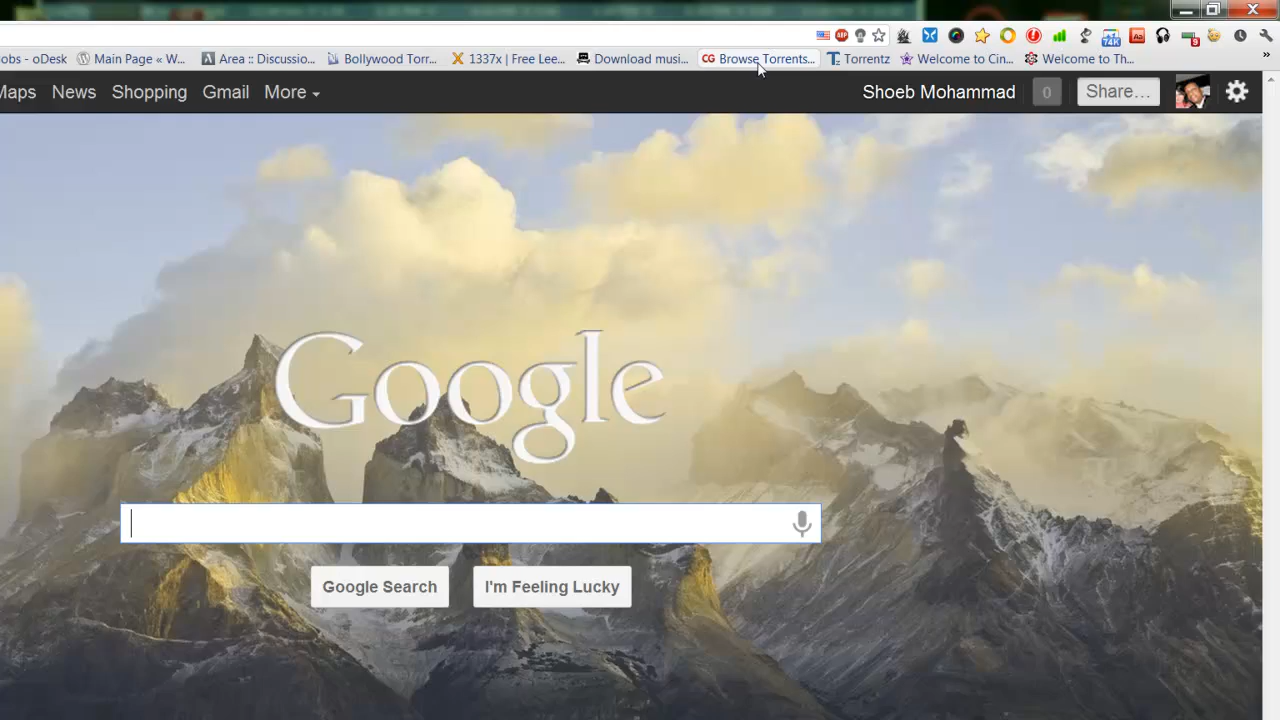 obs - oDesk Main Page « W... Area :: Discussio... Bollywood Torr... 1337x | Free Lee... Download musi... CG Browse Torrents... Torrentz Welcome to Cin... Welcome to Th... »
Maps News Shopping Gmail More Shoeb Mohammad 0 Share...
Google
Google Search I'm Feeling Lucky